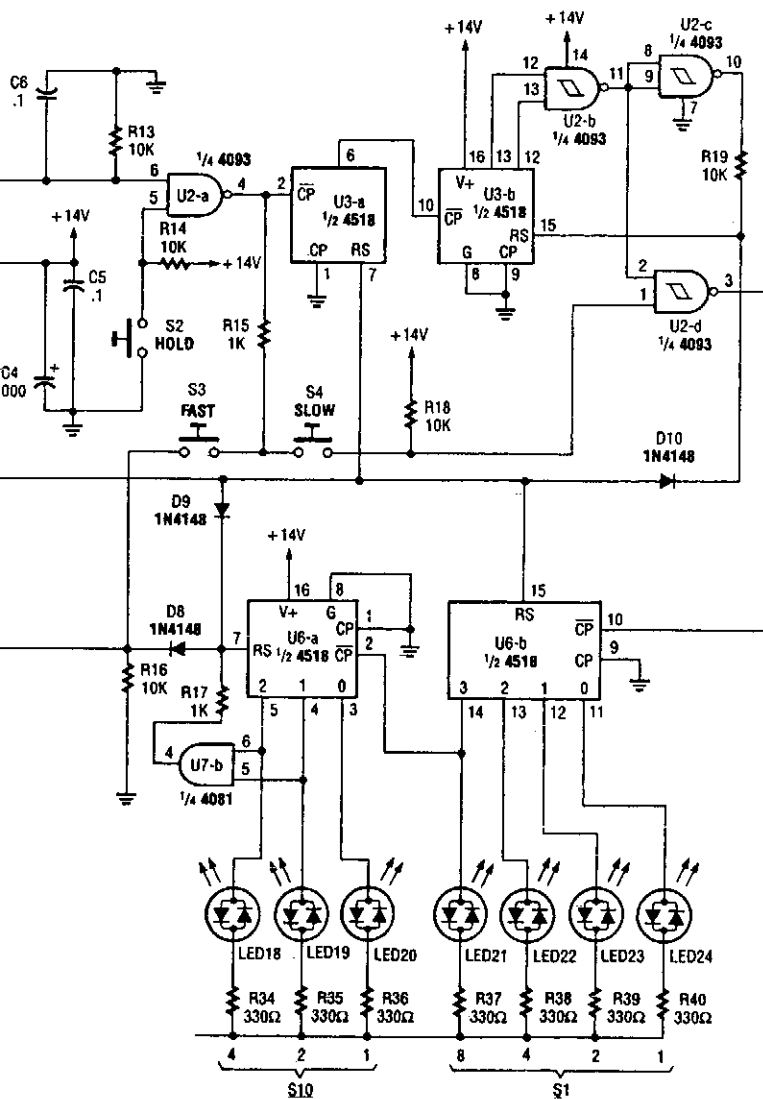 +14V
+14V
U2-c
1/4 4093
C6
.1
R13
10K
1/4 4093
14
12
11
8
9
10
13
7
U2-b
1/4 4093
6
5
U2-a
4
2
6
CP
U3-a
1/2 4518
CP
RS
1
7
16
13
12
V+
10
CP
U3-b
1/2 4518
RS
15
G
CP
8
9
R19
10K
+14V
R14
10K
+14V
C5
.1
S2
HOLD
C4
000
+
R15
1K
2
1
3
U2-d
1/4 4093
+14V
R18
10K
S3
FAST
S4
SLOW
D10
1N4148
D9
1N4148
+14V
16
8
V+
G
CP
1
7
RS
U6-a
1/2 4518
CP
2
2
1
0
5
4
3
D8
1N4148
15
RS
CP
10
U6-b
1/2 4518
CP
9
3
2
1
0
14
13
12
11
R16
10K
R17
1K
4
U7-b
6
5
1/4 4081
LED18
LED19
LED20
LED21
LED22
LED23
LED24
R34
330Ω
R35
330Ω
R36
330Ω
R37
330Ω
R38
330Ω
R39
330Ω
R40
330Ω
4
2
1
8
4
2
1
S10
S1